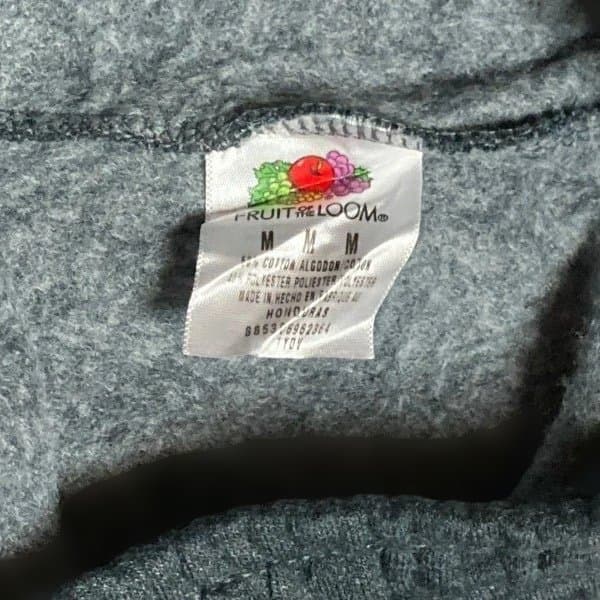 FRUIT OF THE LOOM®
M M M
COTTON ALGODON COTON
POLYESTER POLIESTER POLYESTER
MADE IN, HECHO EN FABRIQUE AU
HONDURAS